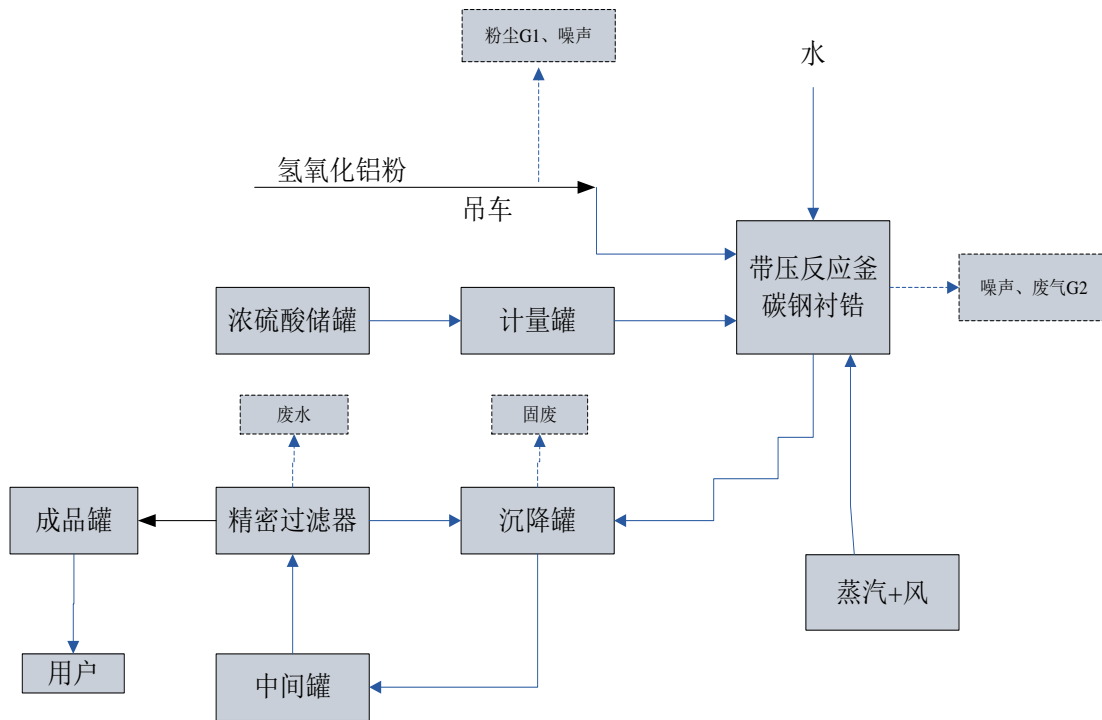 粉尘G1、噪声
水
氢氧化铝粉
吊车
带压反应釜
碳钢衬锆
噪声、废气G2
浓硫酸储罐
计量罐
废水
固废
成品罐
精密过滤器
沉降罐
蒸汽+风
用户
中间罐